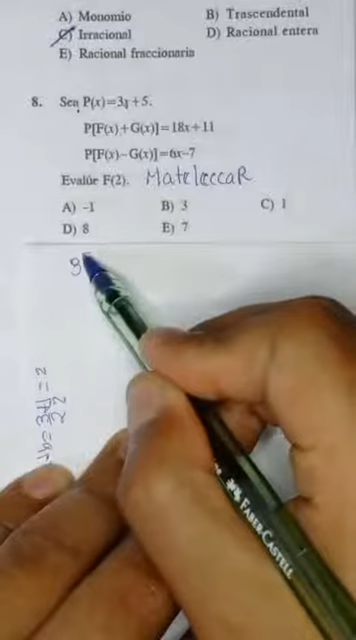 A) Monomio B) Trascendental
C) Irracional D) Racional entera
E) Racional fraccionaria
8. Sea P(x)=3x+5.
P[F(x)+G(x)]=18x+11
P[F(x)-G(x)]=6x-7
Evalúe F(2). MateleccaR
A) -1 B) 3 C) 1
D) 8 E) 7
FABER-CASTELL